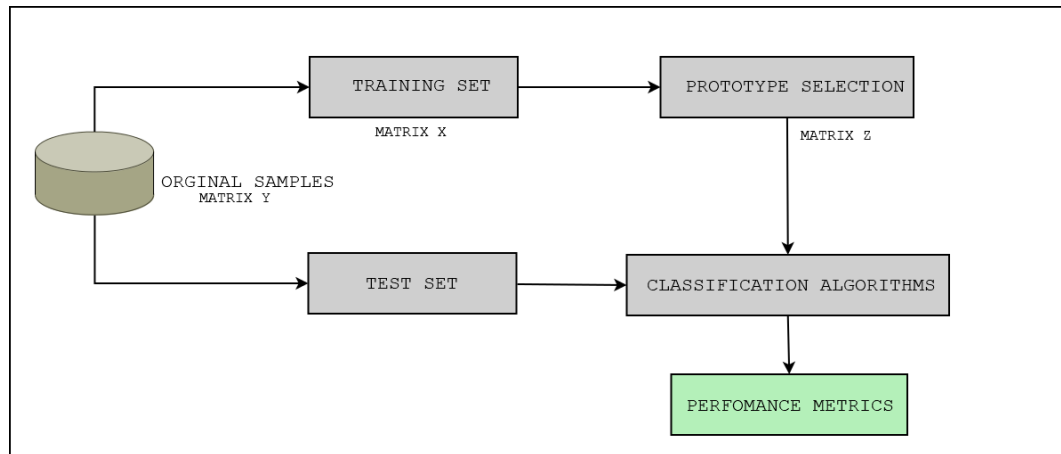 TRAINING SET
MATRIX X
PROTOTYPE SELECTION
MATRIX Z
ORGINAL SAMPLES
MATRIX Y
TEST SET
CLASSIFICATION ALGORITHMS
PERFOMANCE METRICS